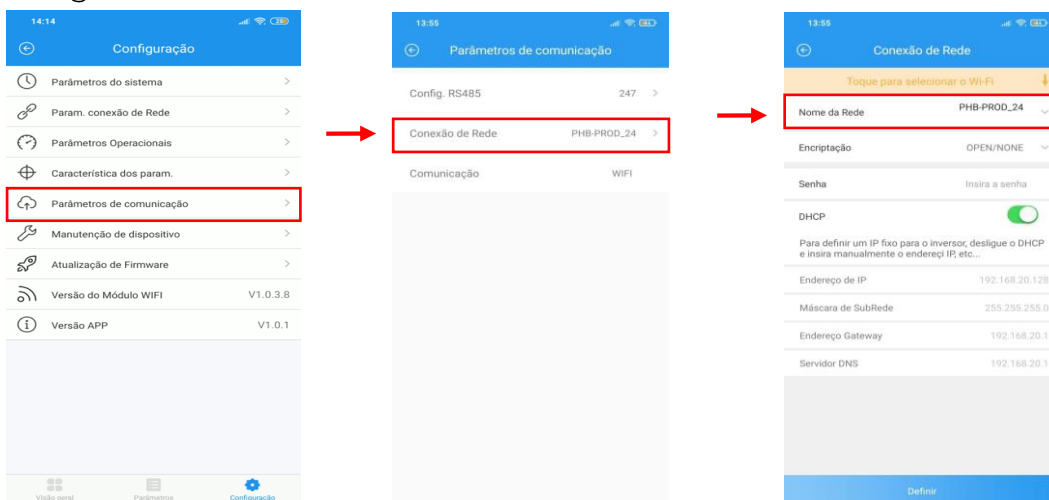 14:14
28
Configuração
Parâmetros do sistema
Param. conexão de Rede
Parâmetros Operacionais
Característica dos param.
Parâmetros de comunicação
Manutenção de dispositivo
Atualização de Firmware
Versão do Módulo WIFI V1.0.3.8
Versão APP V1.0.1
Visão geral Parâmetros Configuração
13:55
Parâmetros de comunicação
Config. RS485 247
Conexão de Rede PHB-PROD_24
Comunicação WIFI
13:55
Conexão de Rede
Toque para selecionar o Wi-Fi
Nome da Rede PHB-PROD_24
Encriptação OPEN/NONE
Senha Insira a senha
DHCP
Para definir um IP fixo para o inversor, desligue o DHCP
e insira manualmente o endereçi IP, etc...
Endereço de IP 192.168.20.128
Máscara de SubRede 255.255.255.0
Endereço Gateway 192.168.20.1
Servidor DNS 192.168.20.1
Definir